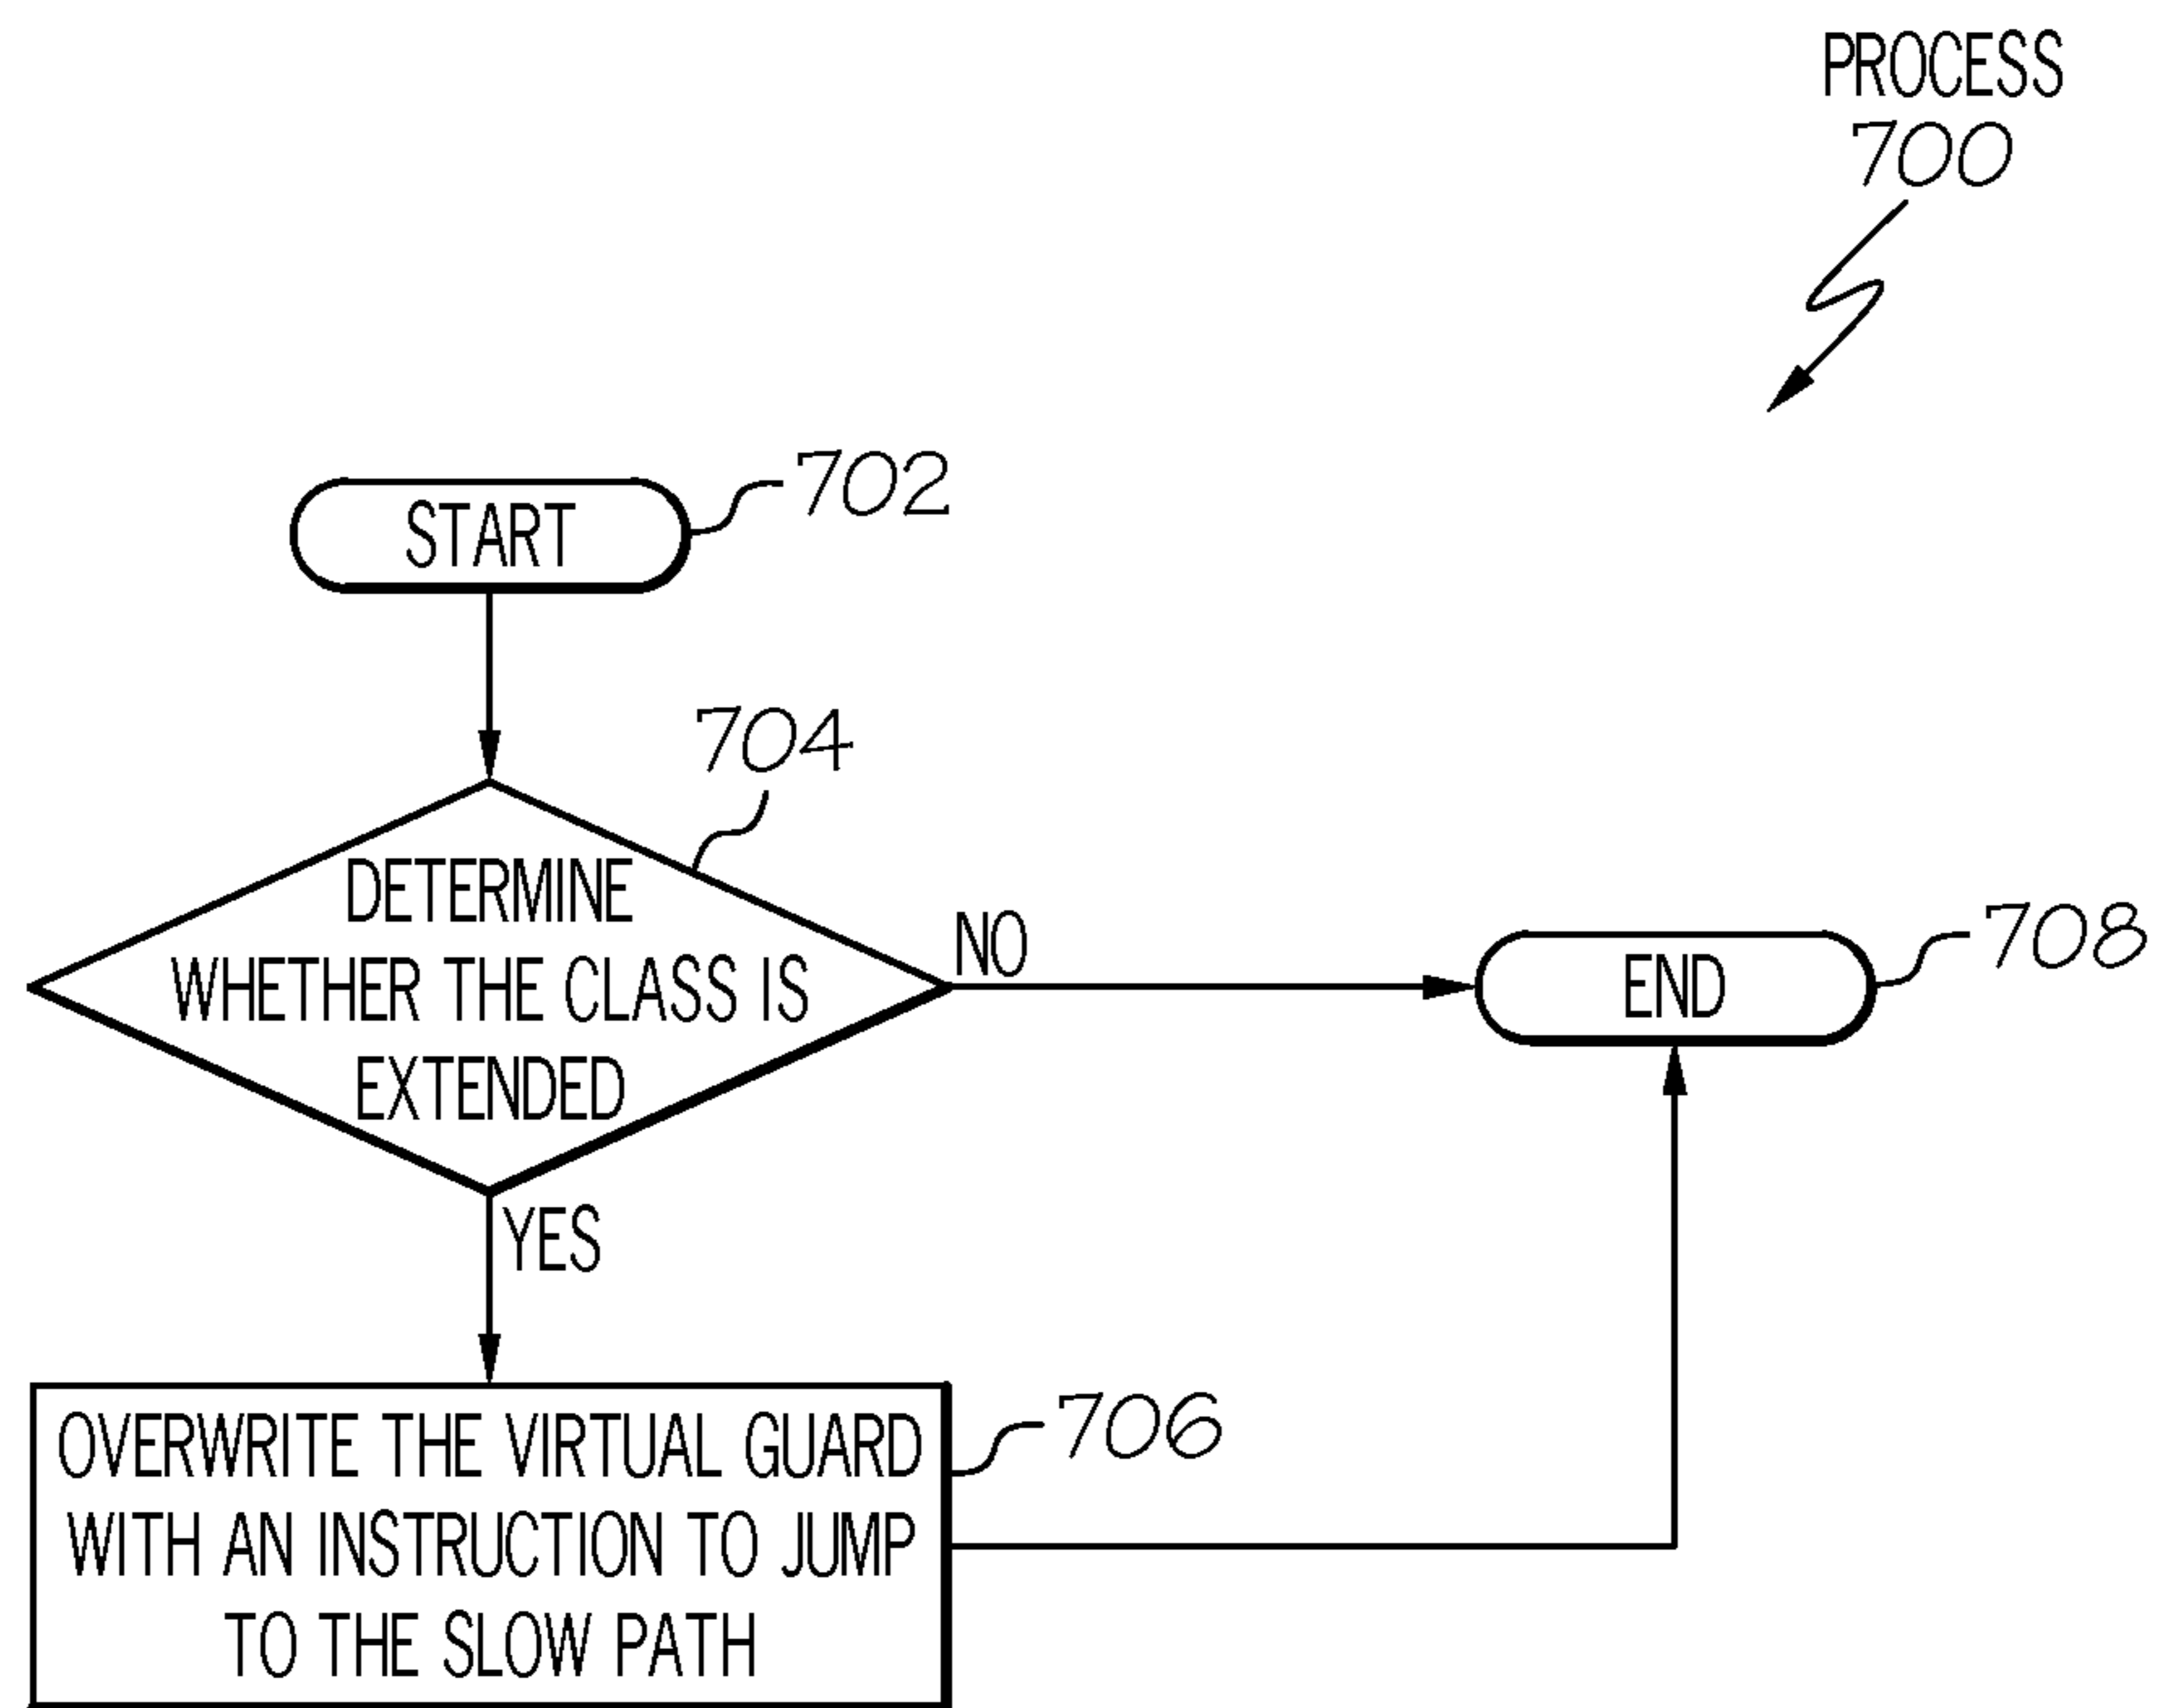 PROCESS
700
START
702
704
DETERMINE
WHETHER THE CLASS IS
EXTENDED
NO
END
708
YES
OVERWRITE THE VIRTUAL GUARD
WITH AN INSTRUCTION TO JUMP
TO THE SLOW PATH
706